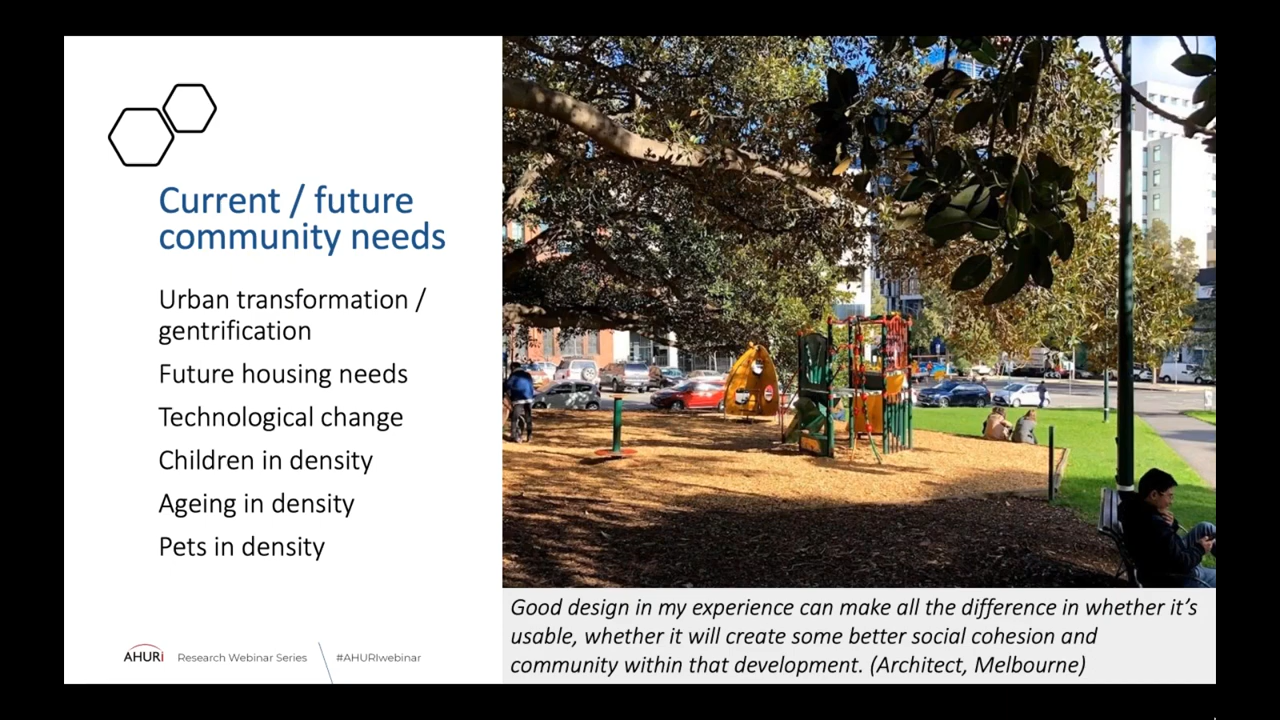 Current / future
community needs
Urban transformation /
gentrification
Future housing needs
Technological change
Children in density
Ageing in density
Pets in density
AHURI Research Webinar Series #AHURIwebinar
Good design in my experience can make all the difference in whether it's
usable, whether it will create some better social cohesion and
community within that development. (Architect, Melbourne)